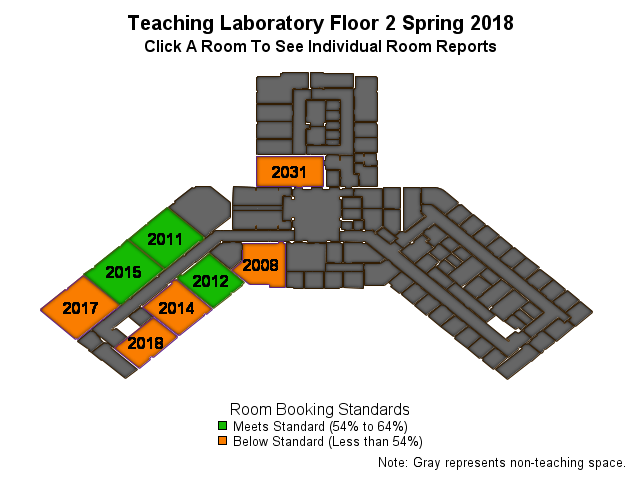 Teaching Laboratory Floor 2 Spring 2018
Click A Room To See Individual Room Reports
2031
2011
2015
2008
2012
2017
2014
2018
Room Booking Standards
Meets Standard (54% to 64%)
Below Standard (Less than 54%)
Note: Gray represents non-teaching space.